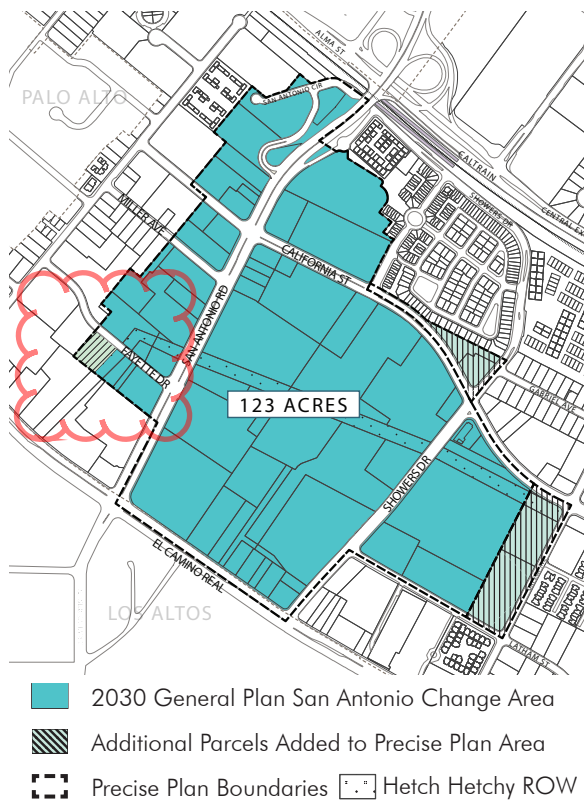 ALMA ST
PALO ALTO
SAN ANTONIO CIR
CALTRAIN
SHOWERS DR
CENTRAL EX
MILLER AVE
CALIFORNIA ST
SAN ANTONIO RD
FAYETTE DR
123 ACRES
GABRIEL AVE
SHOWERS DR
EL CAMINO REAL
LOS ALTOS
LATHAM ST
2030 General Plan San Antonio Change Area
Additional Parcels Added to Precise Plan Area
Precise Plan Boundaries Hetch Hetchy ROW